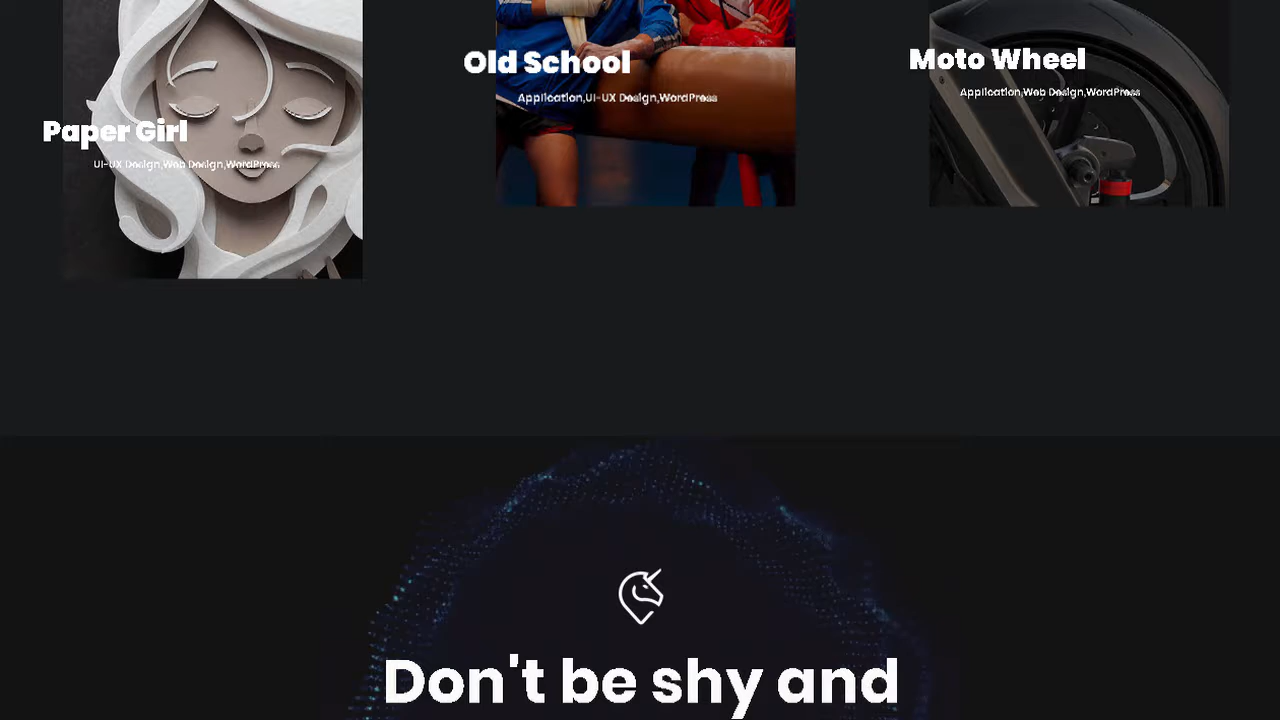 Paper Girl
UI-UX Design,Web Design,WordPress
Old School
Application,UI-UX Design,WordPress
Moto Wheel
Application,Web Design,WordPress
Don't be shy and